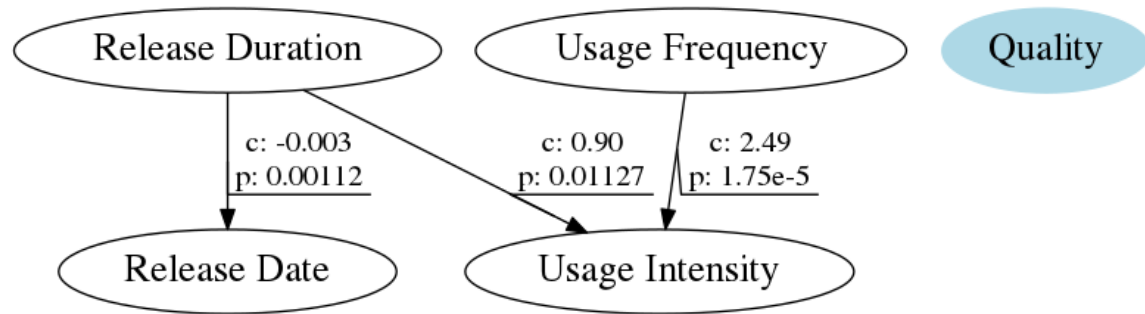 Release Duration
Usage Frequency
Quality
c: -0.003
p: 0.00112
c: 0.90
p: 0.01127
c: 2.49
p: 1.75e-5
Release Date
Usage Intensity